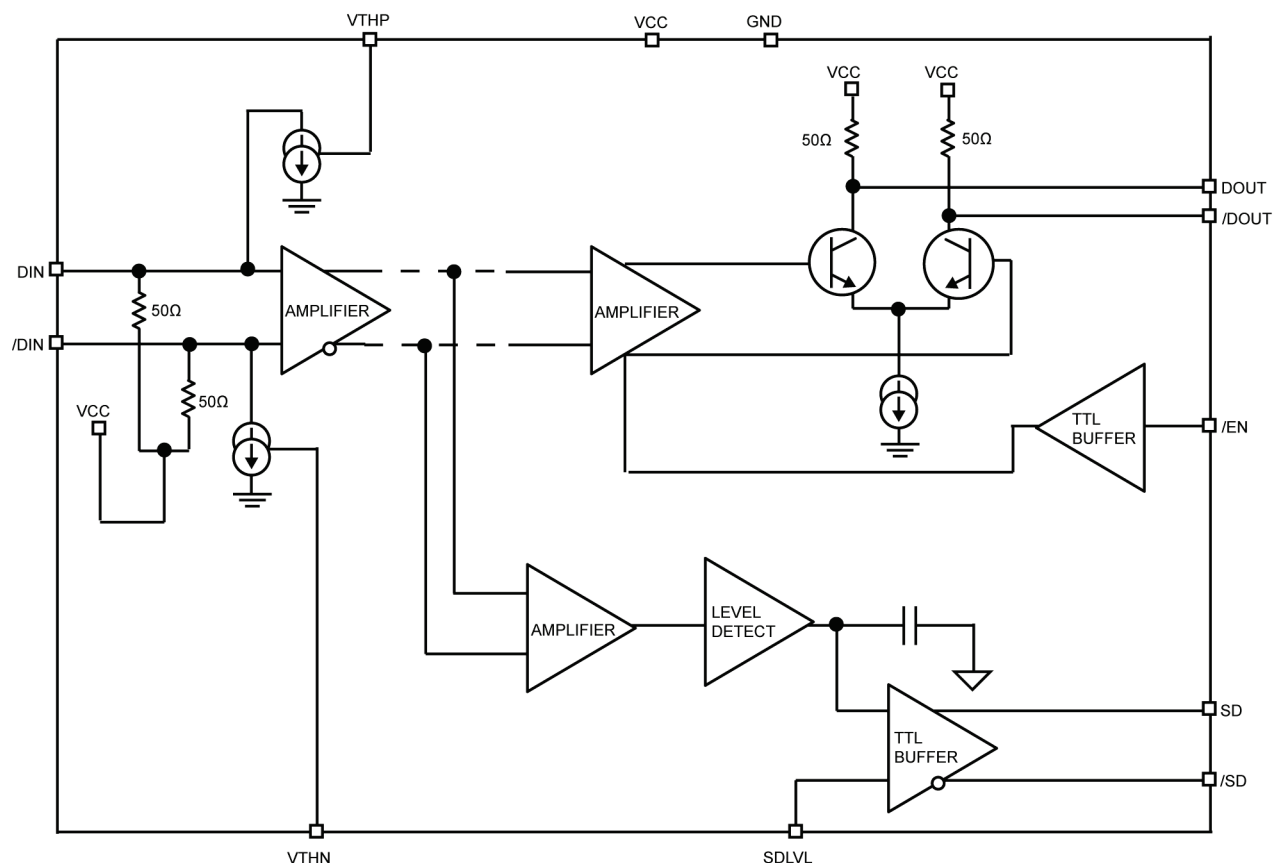 VTHP
VCC
GND
VCC
VCC
50Ω
50Ω
DOUT
/DOUT
DIN
50Ω
AMPLIFIER
AMPLIFIER
/DIN
50Ω
VCC
TTL
BUFFER
/EN
LEVEL
DETECT
AMPLIFIER
SD
TTL
BUFFER
/SD
VTHN
SDLVL